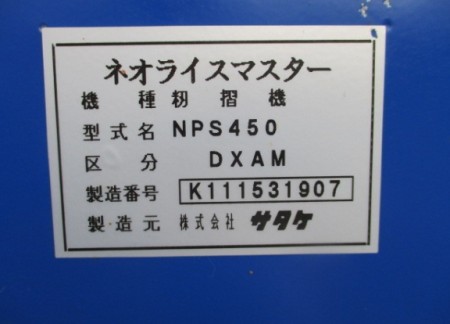 ネオライスマスター
機種籾摺機
型式名 NPS450
区分 DXAM
製造番号 K111531907
製造元 株式会社 サタケ